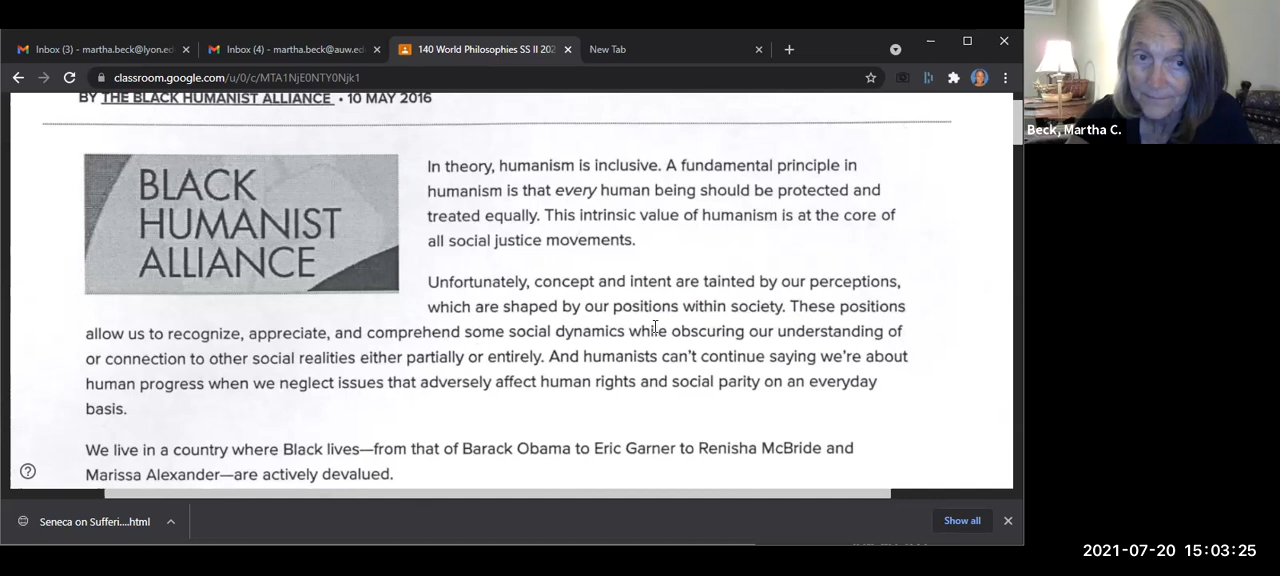 Inbox (3) - martha.beck@lyon.ed
Inbox (4) - martha.beck@auw.ed
140 World Philosophies SS II 202
New Tab
classroom.google.com/u/0/c/MTA1NjE0NTY0Njk1
BY THE BLACK HUMANIST ALLIANCE • 10 MAY 2016
BLACK
HUMANIST
ALLIANCE
In theory, humanism is inclusive. A fundamental principle in
humanism is that every human being should be protected and
treated equally. This intrinsic value of humanism is at the core of
all social justice movements.
Unfortunately, concept and intent are tainted by our perceptions,
which are shaped by our positions within society. These positions
allow us to recognize, appreciate, and comprehend some social dynamics while obscuring our understanding of
or connection to other social realities either partially or entirely. And humanists can't continue saying we're about
human progress when we neglect issues that adversely affect human rights and social parity on an everyday
basis.
We live in a country where Black lives—from that of Barack Obama to Eric Garner to Renisha McBride and
Marissa Alexander—are actively devalued.
Seneca on Sufferi....html
Show all
Beck, Martha C.
2021-07-20 15:03:25